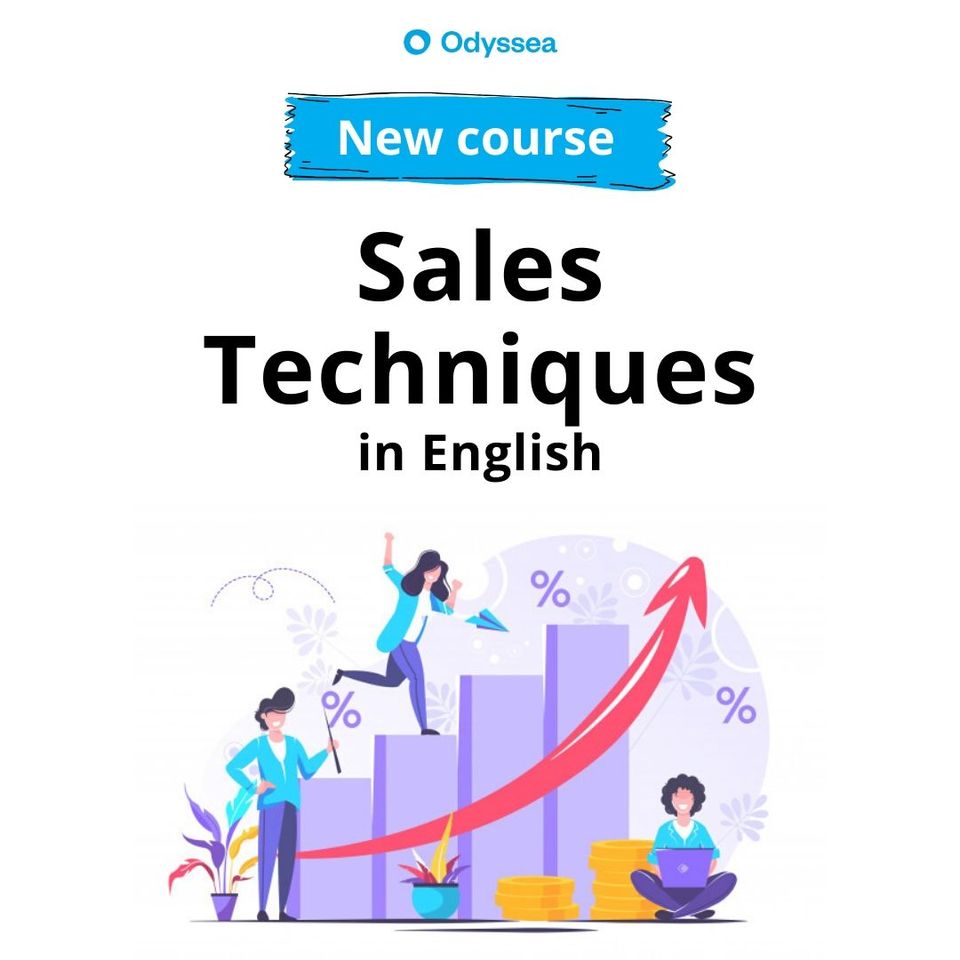 Odyssea
New course
Sales
Techniques
in English
%
%
%